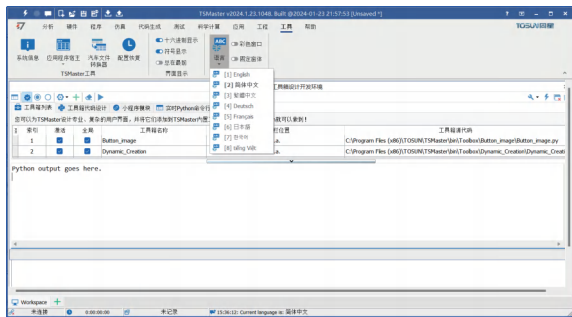 TSMaster v2024.1.23.1048. Built @2024-01-23 21:57:53 [Unsaved *]
分析 硬件 程序 仿真 代码生成 测试 科学计算 应用 工程 工具 帮助
TOSUN同星
系统信息 应用程序宿主 汽车文件转换器 配置恢复
十六进制显示
符号显示
总在最前
ABC
语言
彩色窗口
固定窗体
TSMaster工具 界面显示
[1] English
[2] 简体中文
[3] 繁體中文
[4] Deutsch
[5] Français
[6] 日本語
[7] 한국어
[8] tiếng Việt
工具箱设计开发环境
工具箱列表 工具箱代码设计 小程序模块 实时Python命令行
您可以为TSMaster设计专业、复杂的用户界面，并将它们添加到TSMaster内置
就可以拿到！
索引 激活 全局 工具箱名称 位置 工具箱源代码
1 Button_image C:\Program Files (x86)\TOSUN\TSMaster\bin\Toolbox\Button_image\Button_image.py
2 Dynamic_Creation C:\Program Files (x86)\TOSUN\TSMaster\bin\Toolbox\Dynamic_Creation\Dynamic_Creati
Python output goes here.
Workspace
未连接 0:00:00:00 未记录 15:36:12: Current language is: 简体中文